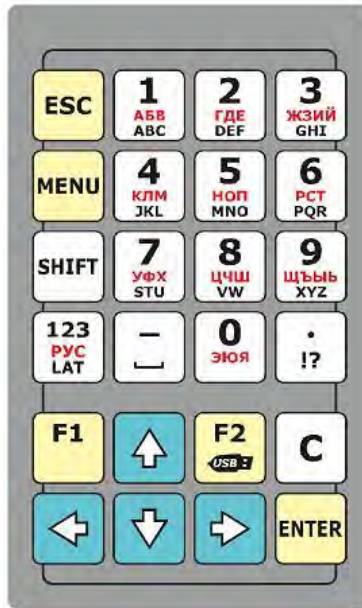 ESC
1
АБВ
ABC
2
ГДЕ
DEF
3
ЖЗИЙ
GHI
MENU
4
КЛМ
JKL
5
НОП
MNO
6
РСТ
PQR
SHIFT
7
УФХ
STU
8
ЦЧШ
VW
9
ЩЪЫЬ
XYZ
123
РУС
LAT
–
0
ЭЮЯ
.
!?
F1
F2
USB
C
ENTER